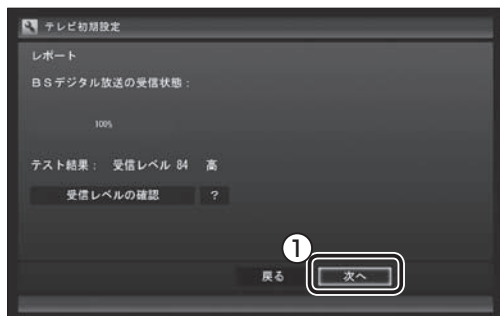 テレビ初期設定
レポート
BSデジタル放送の受信状態：
100%
テスト結果： 受信レベル 84 高
受信レベルの確認 ?
①
戻る 次へ